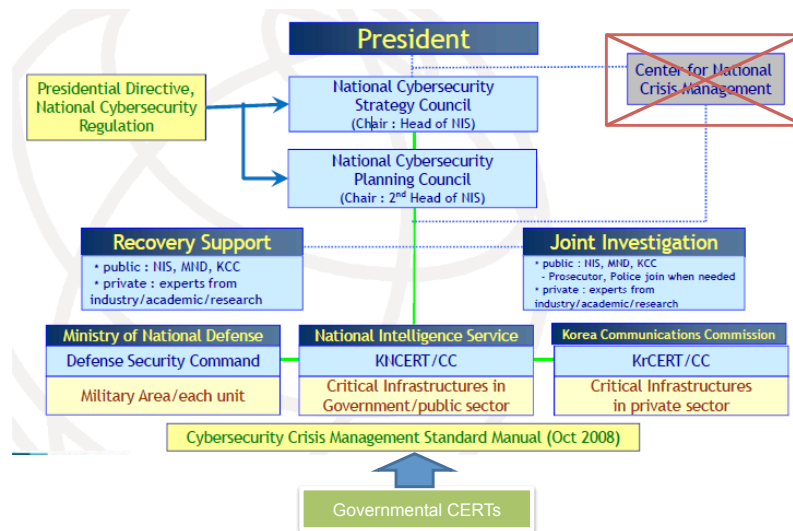 President
Center for National
Crisis Management
Presidential Directive,
National Cybersecurity
Regulation
National Cybersecurity
Strategy Council
(Chair : Head of NIS)
National Cybersecurity
Planning Council
(Chair : 2nd Head of NIS)
Recovery Support
* public : NIS, MND, KCC
* private : experts from
industry/academic/research
Joint Investigation
* public : NIS, MND, KCC
- Prosecutor, Police join when needed
* private : experts from
industry/academic/research
Ministry of National Defense
Defense Security Command
Military Area/each unit
National Intelligence Service
KNCERT/CC
Critical Infrastructures in
Government/public sector
Korea Communications Commission
KrCERT/CC
Critical Infrastructures
in private sector
Cybersecurity Crisis Management Standard Manual (Oct 2008)
Governmental CERTs